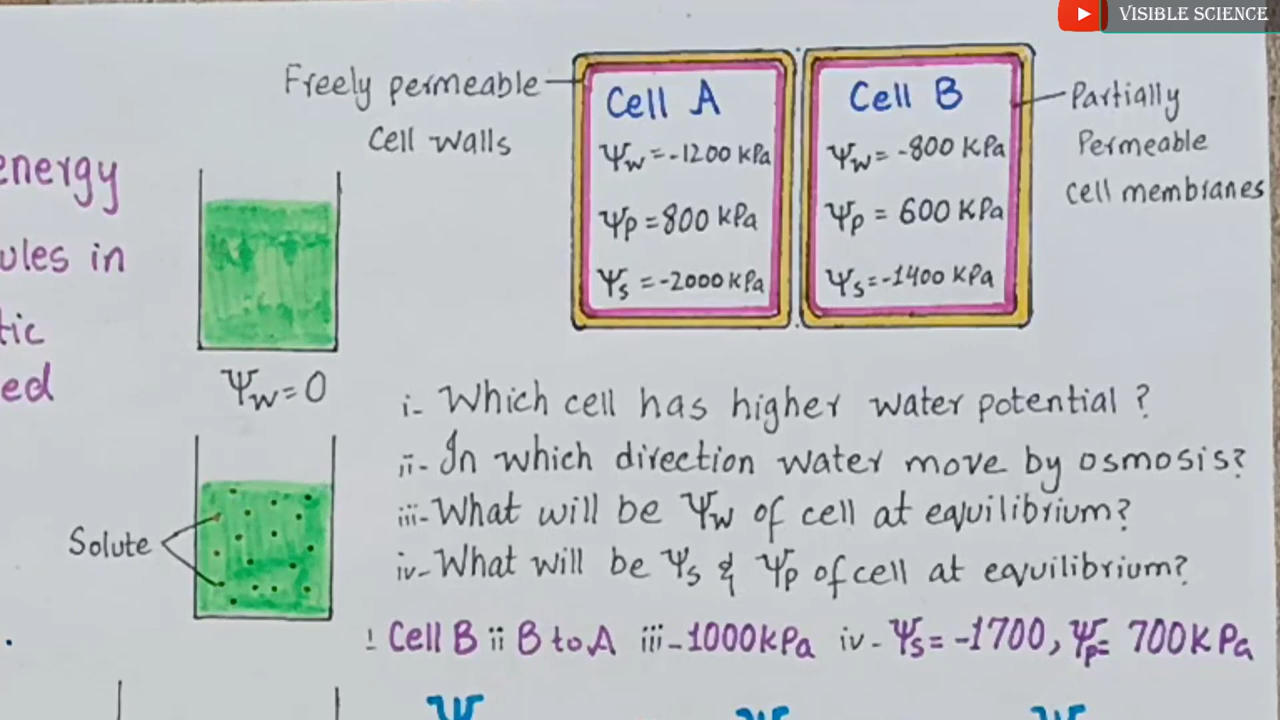 VISIBLE SCIENCE
Freely permeable
cell walls
Cell A
Ψw = -1200 KPa
Ψp = 800 KPa
Ψs = -2000 KPa
Cell B
Ψw = -800 KPa
Ψp = 600 KPa
Ψs = -1400 KPa
Partially
Permeable
cell membranes
energy
ules in
tic
ed
Ψw = 0
Solute
i- Which cell has higher water potential ?
ii- In which direction water move by osmosis?
iii- What will be Ψw of cell at equilibrium?
iv- What will be Ψs & Ψp of cell at equilibrium?
! Cell B ii B to A iii -1000KPa iv- Ψs = -1700, Ψp= 700K Pa
Ψ Ψ Ψ